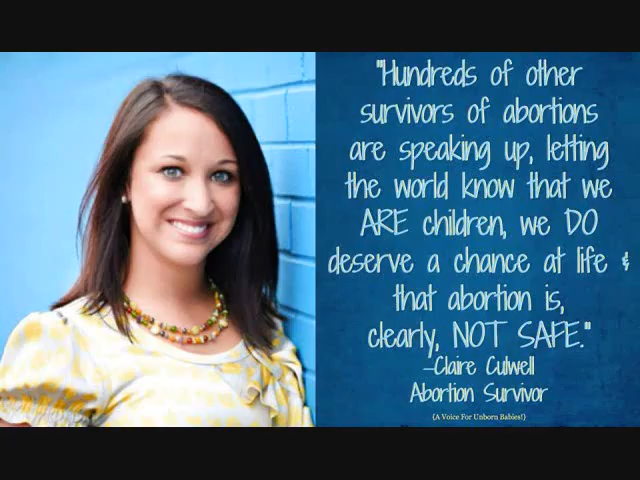 "Hundreds of other
survivors of abortions
are speaking up, letting
the world know that we
ARE children, we DO
deserve a chance at life &
that abortion is,
clearly, NOT SAFE."
-Claire Culwell
Abortion Survivor
{A Voice For Unborn Babies!}